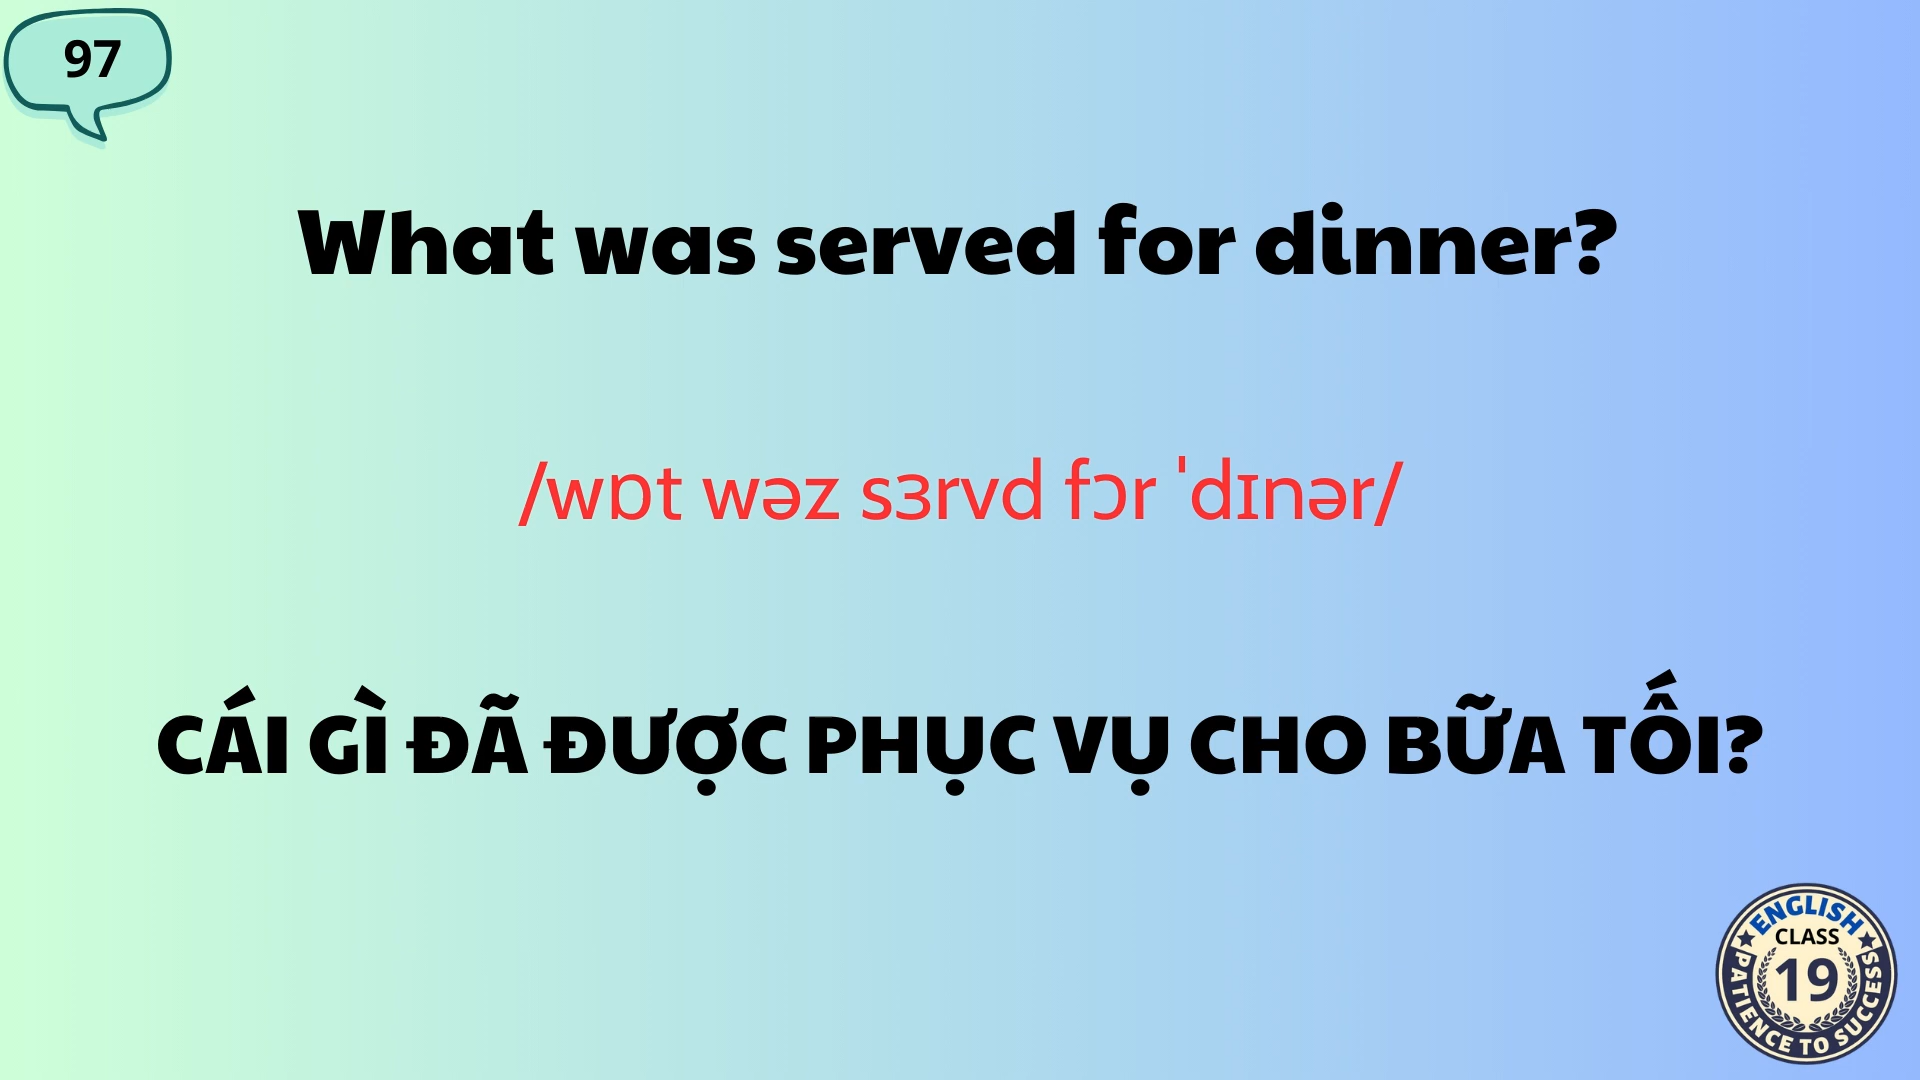 97
What was served for dinner?
/wɒt wəz sɜrvd fɔr ˈdɪnər/
CÁI GÌ ĐÃ ĐƯỢC PHỤC VỤ CHO BỮA TỐI?
ENGLISH
CLASS
19
PATIENCE TO SUCCESS